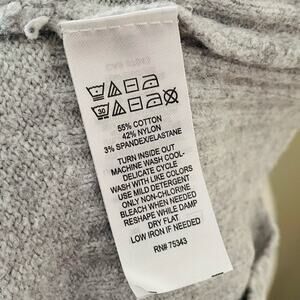 30
55% COTTON
42% NYLON
3% SPANDEX/ELASTANE
TURN INSIDE OUT
MACHINE WASH COOL-
DELICATE CYCLE
WASH WITH LIKE COLORS
USE MILD DETERGENT
ONLY NON-CHLORINE
BLEACH WHEN NEEDED
RESHAPE WHILE DAMP
DRY FLAT
LOW IRON IF NEEDED
RN# 75343